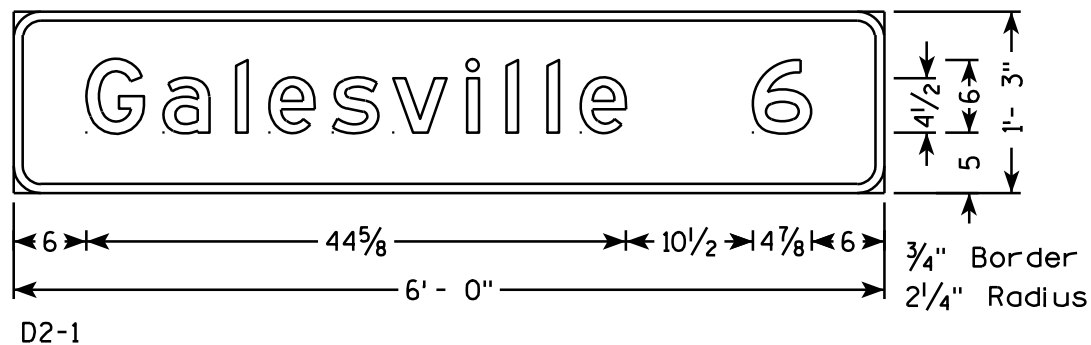 Galesville 6
4 1/2
6
5
1'- 3"
6 44 5/8 10 1/2 4 7/8 6
6' - 0"
3/4" Border
2 1/4" Radius
D2-1